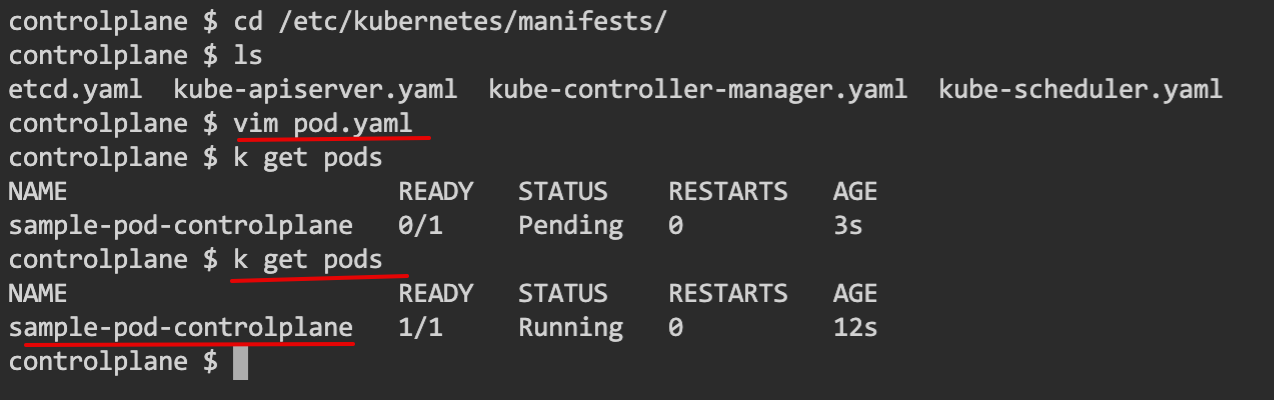 controlplane $ cd /etc/kubernetes/manifests/
controlplane $ ls
etcd.yaml  kube-apiserver.yaml  kube-controller-manager.yaml  kube-scheduler.yaml
controlplane $ vim pod.yaml
controlplane $ k get pods
NAME                      READY   STATUS    RESTARTS   AGE
sample-pod-controlplane   0/1     Pending   0          3s
controlplane $ k get pods
NAME                      READY   STATUS    RESTARTS   AGE
sample-pod-controlplane   1/1     Running   0          12s
controlplane $